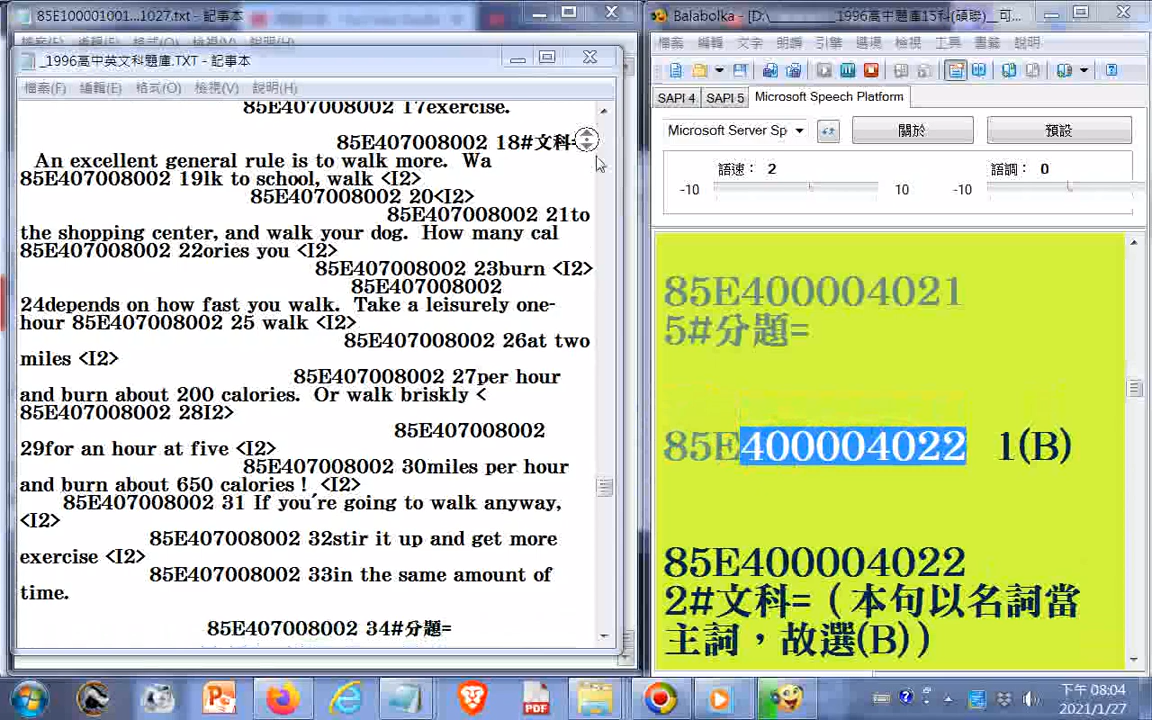 85E100001001...1027.txt - 記事本
_1996高中英文科題庫.TXT - 記事本
檔案(F) 編輯(E) 格式(O) 檢視(V) 說明(H)
85E407008002 17exercise.
85E407008002 18#文科=
An excellent general rule is to walk more.  Wa
85E407008002 19lk to school, walk <I2>
85E407008002 20<I2>
85E407008002 21to
the shopping center, and walk your dog.  How many cal
85E407008002 22ories you <I2>
85E407008002 23burn <I2>
85E407008002
24depends on how fast you walk.  Take a leisurely one-
hour 85E407008002 25 walk <I2>
85E407008002 26at two
miles <I2>
85E407008002 27per hour
and burn about 200 calories.  Or walk briskly <
85E407008002 28I2>
85E407008002
29for an hour at five <I2>
85E407008002 30miles per hour
and burn about 650 calories！ <I2>
85E407008002 31 If you're going to walk anyway,
<I2>
85E407008002 32stir it up and get more
exercise <I2>
85E407008002 33in the same amount of
time.
85E407008002 34#分題=
Balabolka - [D:\________1996高中題庫15科(碩聯)__可...
檔案 編輯 文字 朗讀 引擎 選項 檢視 工具 書籤 說明
SAPI 4 SAPI 5 Microsoft Speech Platform
Microsoft Server Sp 關於 預設
語速： 2 語調： 0
-10 10 -10
85E400004021
5#分題=
85E400004022 1(B)
85E400004022
2#文科=（本句以名詞當
主詞，故選(B)）
PDF
下午 08:04
2021/1/27